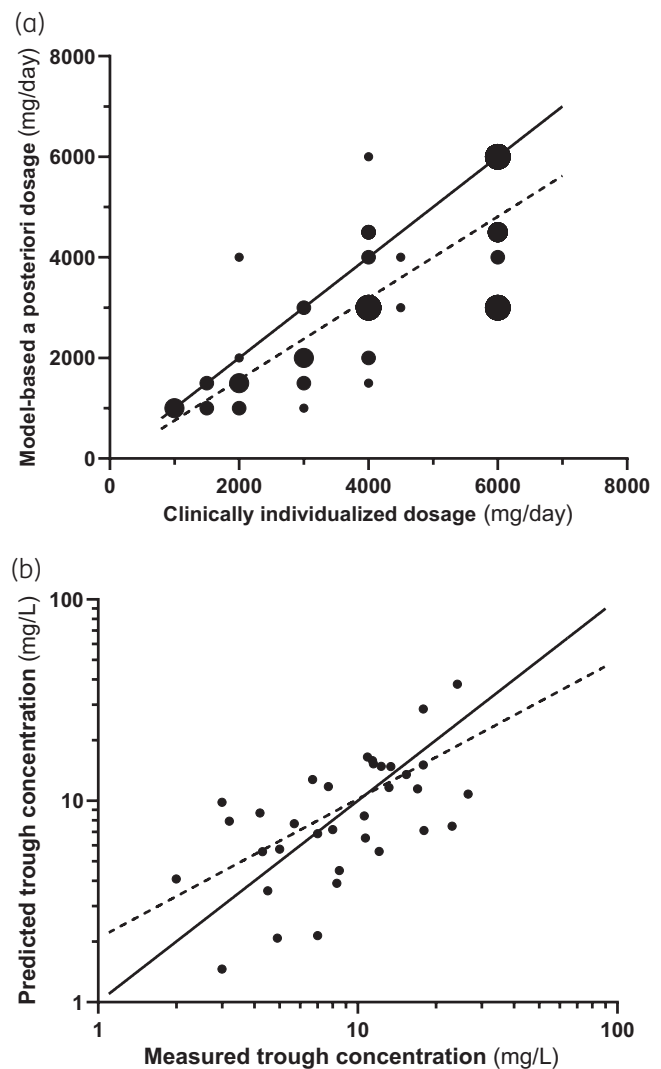 (a)
8000
6000
4000
2000
0
Model-based a posteriori dosage (mg/day)
0 2000 4000 6000 8000
Clinically individualized dosage (mg/day)
(b)
100
10
1
Predicted trough concentration (mg/L)
1 10 100
Measured trough concentration (mg/L)